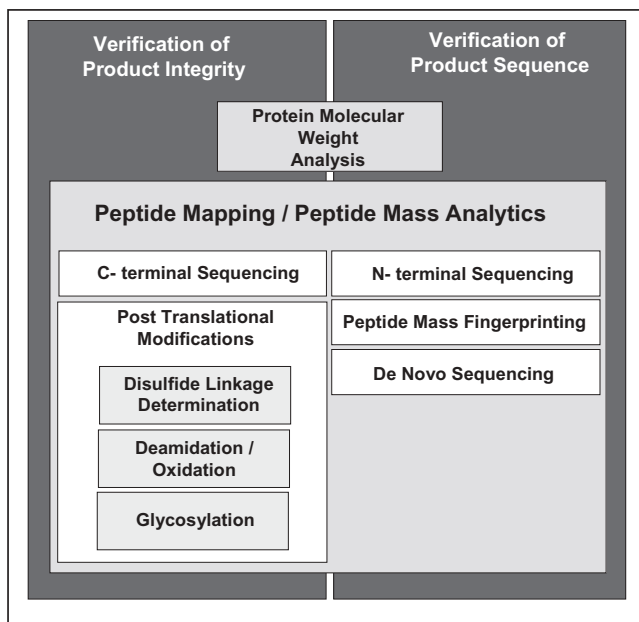 Verification of
Product Integrity
Verification of
Product Sequence
Protein Molecular
Weight
Analysis
Peptide Mapping / Peptide Mass Analytics
C- terminal Sequencing
N- terminal Sequencing
Post Translational
Modifications
Peptide Mass Fingerprinting
De Novo Sequencing
Disulfide Linkage
Determination
Deamidation /
Oxidation
Glycosylation